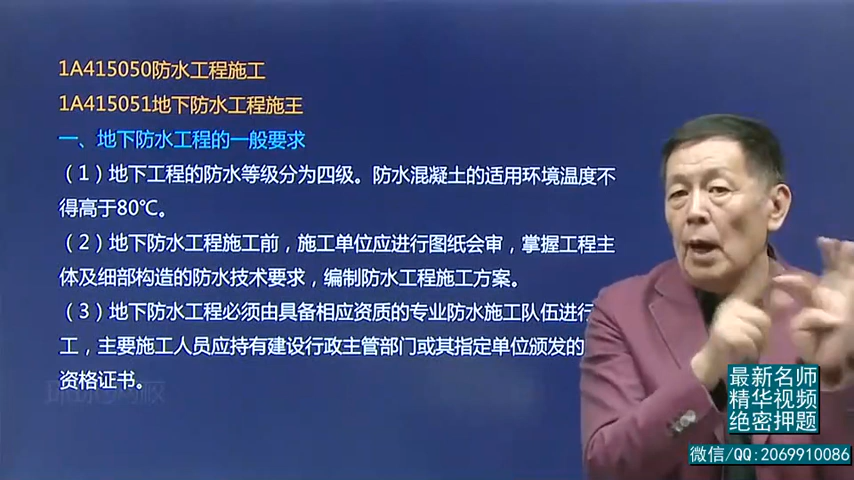 1A415050防水工程施工
1A415051地下防水工程施工
一、地下防水工程的一般要求
（1）地下工程的防水等级分为四级。防水混凝土的适用环境温度不
得高于80℃。
（2）地下防水工程施工前，施工单位应进行图纸会审，掌握工程主
体及细部构造的防水技术要求，编制防水工程施工方案。
（3）地下防水工程必须由具备相应资质的专业防水施工队伍进行
工，主要施工人员应持有建设行政主管部门或其指定单位颁发的
资格证书。
最新名师
精华视频
绝密押题
微信/QQ:2069910086